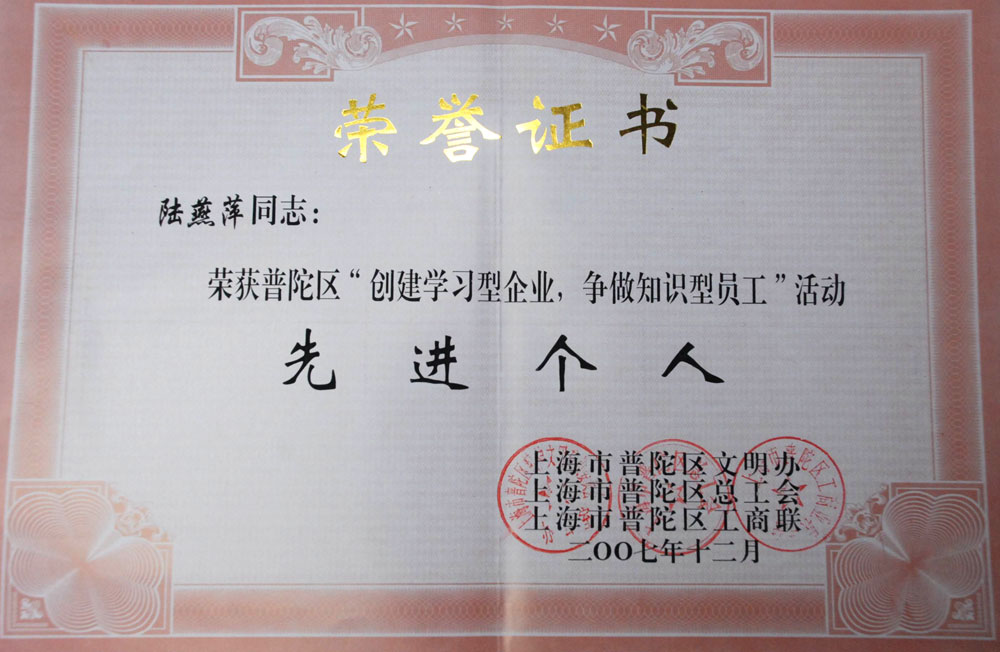 荣誉证书
陆燕萍同志：
荣获普陀区“创建学习型企业，争做知识型员工”活动
先进个人
上海市普陀区文明办
上海市普陀区总工会
上海市普陀区工商联
二〇〇七年十二月